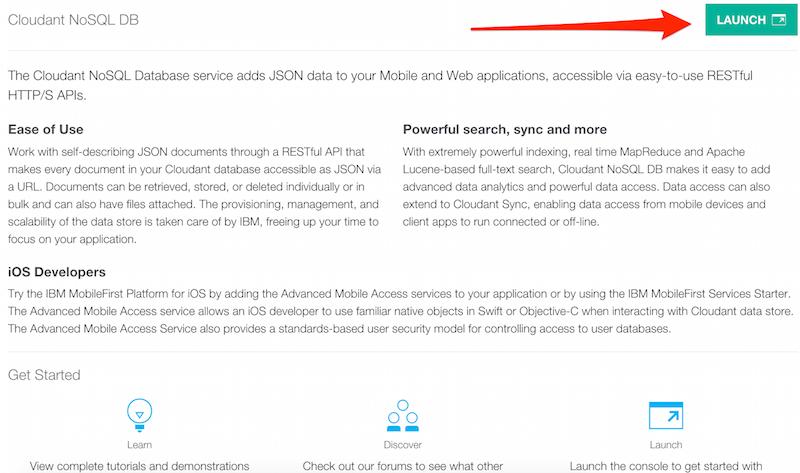 Cloudant NoSQL DB
LAUNCH
The Cloudant NoSQL Database service adds JSON data to your Mobile and Web applications, accessible via easy-to-use RESTful
HTTP/S APIs.
Ease of Use
Work with self-describing JSON documents through a RESTful API that
makes every document in your Cloudant database accessible as JSON via
a URL. Documents can be retrieved, stored, or deleted individually or in
bulk and can also have files attached. The provisioning, management, and
scalability of the data store is taken care of by IBM, freeing up your time to
focus on your application.
Powerful search, sync and more
With extremely powerful indexing, real time MapReduce and Apache
Lucene-based full-text search, Cloudant NoSQL DB makes it easy to add
advanced data analytics and powerful data access. Data access can also
extend to Cloudant Sync, enabling data access from mobile devices and
client apps to run connected or off-line.
iOS Developers
Try the IBM MobileFirst Platform for iOS by adding the Advanced Mobile Access services to your application or by using the IBM MobileFirst Services Starter.
The Advanced Mobile Access service allows an iOS developer to use familiar native objects in Swift or Objective-C when interacting with Cloudant data store.
The Advanced Mobile Access Service also provides a standards-based user security model for controlling access to user databases.
Get Started
Learn
View complete tutorials and demonstrations
Discover
Check out our forums to see what other
Launch
Launch the console to get started with